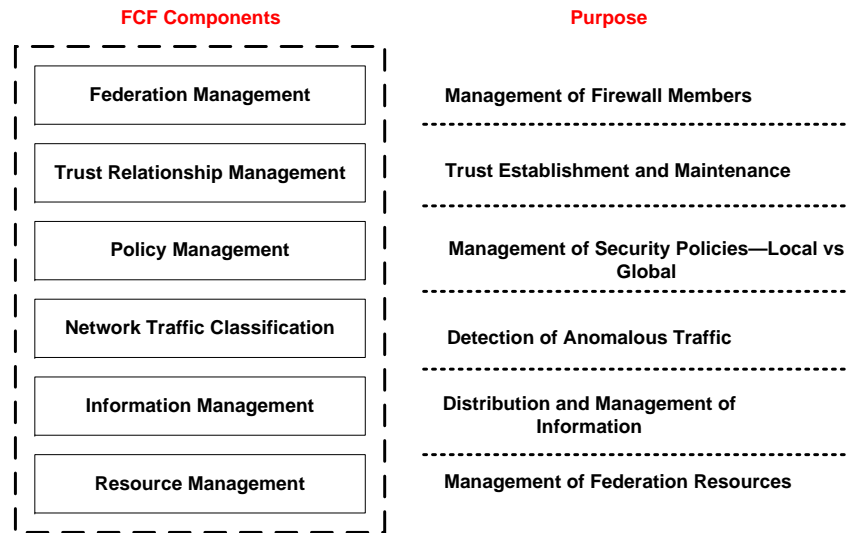 FCF Components
Purpose
Federation Management
Management of Firewall Members
Trust Relationship Management
Trust Establishment and Maintenance
Policy Management
Management of Security Policies—Local vs
Global
Network Traffic Classification
Detection of Anomalous Traffic
Information Management
Distribution and Management of
Information
Resource Management
Management of Federation Resources